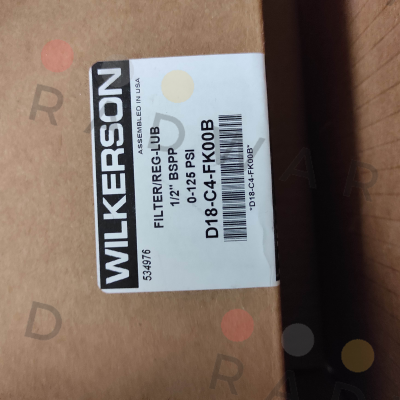 WILKERSON
ASSEMBLED IN USA
FILTER/REG-LUB
1/2" BSPP
0-125 PSI
D18-C4-FK00B
*D18-C4-FK00B*
534976
R A D W A R
D R A D